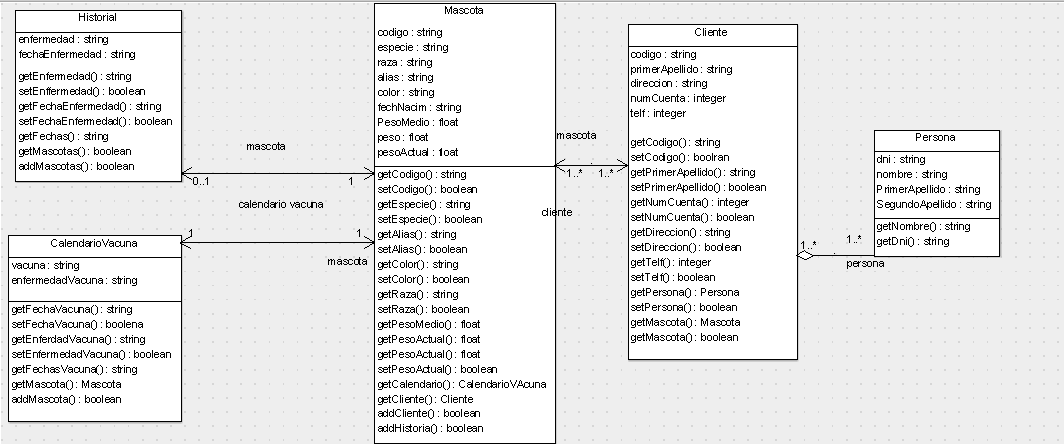 Historial
enfermedad : string
fechaEnfermedad : string
getEnfermedad() : string
setEnfermedad() : boolean
getFechaEnfermedad() : string
setFechaEnfermedad() : boolean
getFechas() : string
getMascotas() : boolean
addMascotas() : boolean
mascota
0..1
1
calendario vacuna
1
1
mascota
CalendarioVacuna
vacuna : string
enfermedadVacuna : string
getFechaVacuna() : string
setFechaVacuna() : boolena
getEnferdadVacuna() : string
setEnfermedadVacuna() : boolean
getFechasVacuna() : string
getMascota() : Mascota
addMascota() : boolean
Mascota
codigo : string
especie : string
raza : string
alias : string
color : string
fechNacim : string
PesoMedio : float
peso : float
pesoActual : float
getCodigo() : string
setCodigo() : boolean
getEspecie() : string
setEspecie() : boolean
getAlias() : string
setAlias() : boolean
getColor() : string
setColor() : boolean
getRaza() : string
setRaza() : boolean
getPesoMedio() : float
getPesoActual() : float
getPesoActual() : float
setPesoActual() : boolean
getCalendario() : CalendarioVAcuna
getCliente() : Cliente
addCliente() : boolean
addHistoria() : boolean
mascota
1..*
1..*
cliente
Cliente
codigo : string
primerApellido : string
direccion : string
numCuenta : integer
telf : integer
getCodigo() : string
setCodigo() : boolran
getPrimerApellido() : string
setPrimerApellido() : boolean
getNumCuenta() : integer
setNumCuenta() : boolean
getDireccion() : string
setDireccion() : boolean
getTelf() : integer
setTelf() : boolean
getPersona() : Persona
setPersona() : boolean
getMascota() : Mascota
getMascota() : boolean
1..*
1..*
persona
Persona
dni : string
nombre : string
PrimerApellido : string
SegundoApellido : string
getNombre() : string
getDni() : string